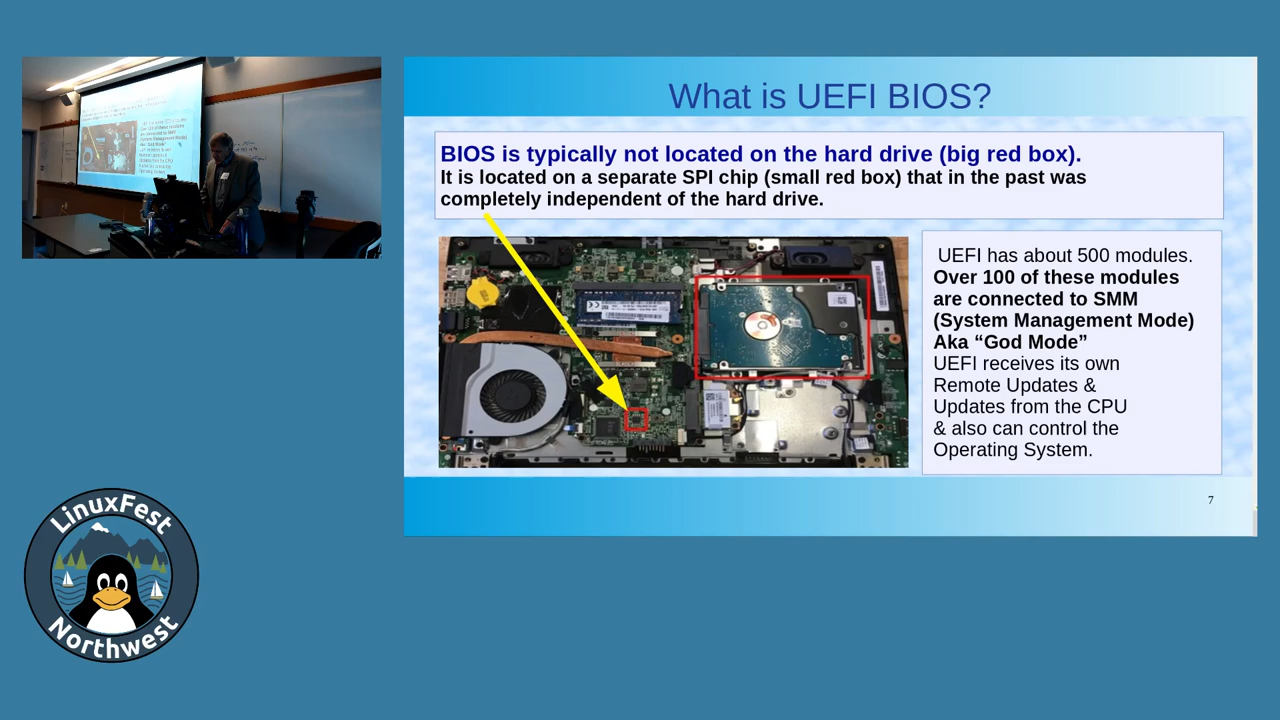 What is UEFI BIOS?
BIOS is typically not located on the hard drive (big red box).
It is located on a separate SPI chip (small red box) that in the past was
completely independent of the hard drive.
UEFI has about 500 modules.
Over 100 of these modules
are connected to SMM
(System Management Mode)
Aka “God Mode”
UEFI receives its own
Remote Updates &
Updates from the CPU
& also can control the
Operating System.
7
LinuxFest
Northwest